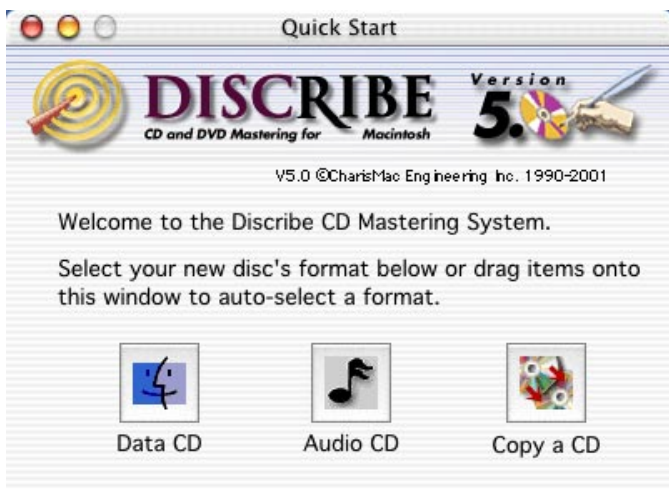 Quick Start
DISCRIBE
CD and DVD Mastering for Macintosh
Version
5.0
V5.0 ©CharisMac Engineering Inc. 1990-2001
Welcome to the Discribe CD Mastering System.
Select your new disc's format below or drag items onto
this window to auto-select a format.
Data CD Audio CD Copy a CD